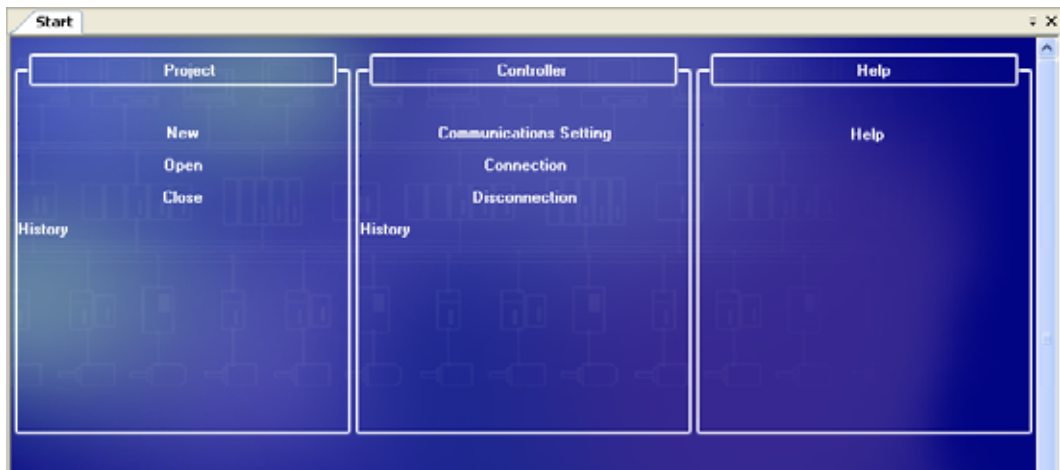 Start
Project
New
Open
Close
History
Controller
Communications Setting
Connection
Disconnection
History
Help
Help